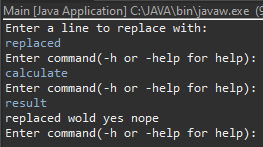 Main [Java Application] C:\JAVA\bin\javaw.exe (
Enter a line to replace with:
replaced
Enter command(-h or -help for help):
calculate
Enter command(-h or -help for help):
result
replaced wold yes nope
Enter command(-h or -help for help):